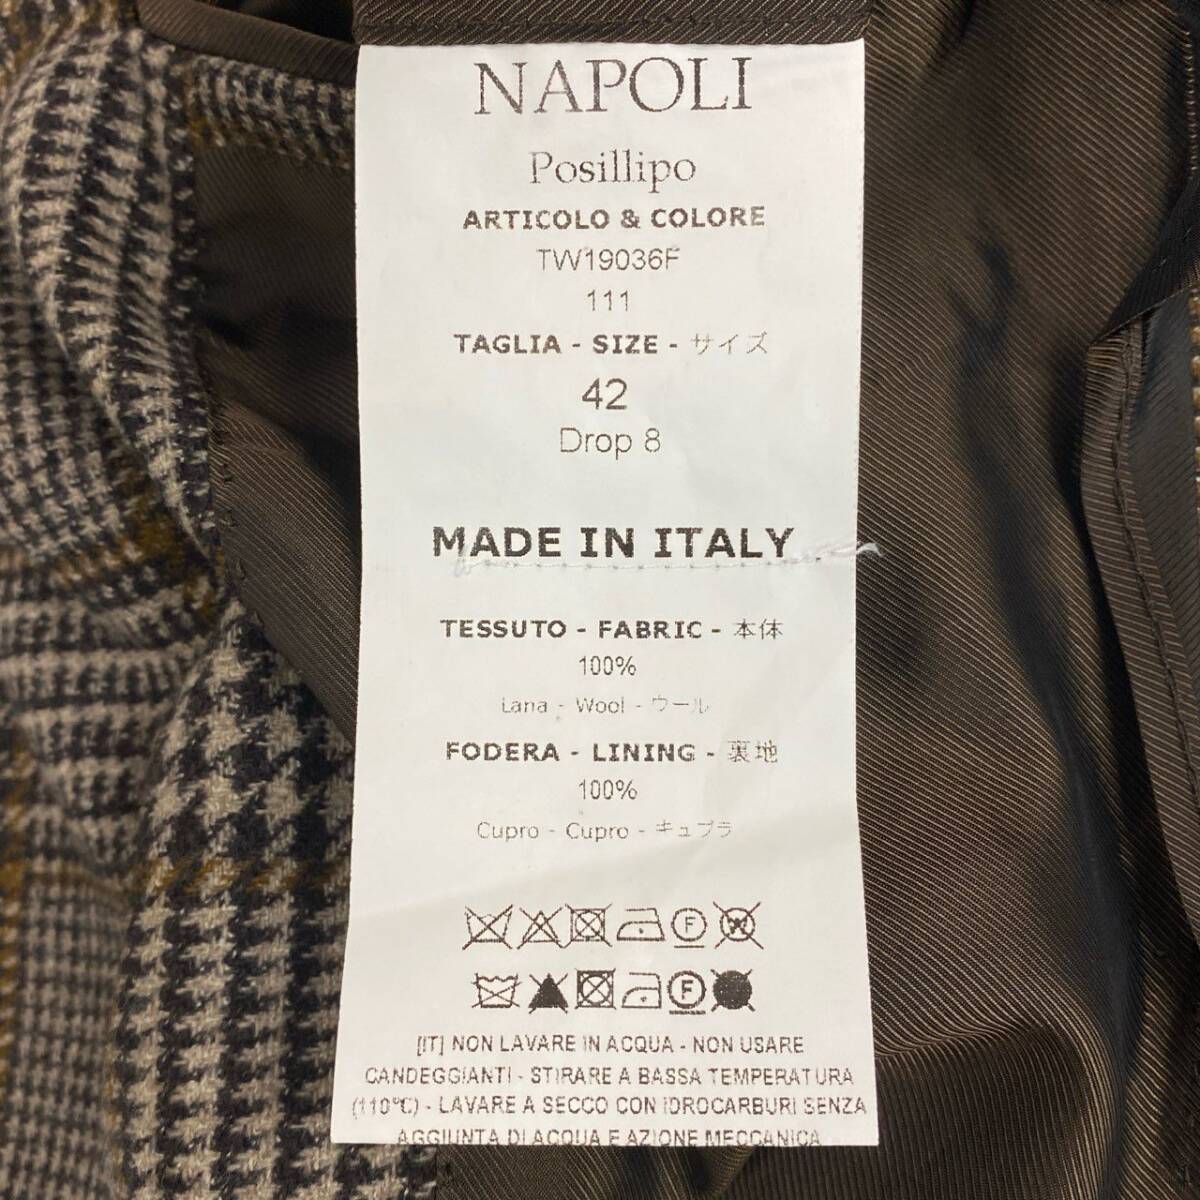 NAPOLI
Posillipo
ARTICOLO & COLORE
TW19036F
111
TAGLIA - SIZE - サイズ
42
Drop 8
MADE IN ITALY
TESSUTO - FABRIC - 本体
100%
Lana - Wool - ウール
FODERA - LINING - 裏地
100%
Cupro - Cupro - キュプラ
F W
F
[IT] NON LAVARE IN ACQUA - NON USARE
CANDEGGIANTI - STIRARE A BASSA TEMPERATURA
(110°C) - LAVARE A SECCO CON IDROCARBURI SENZA
AGGIUNTA DI ACQUA E AZIONE MECCANICA